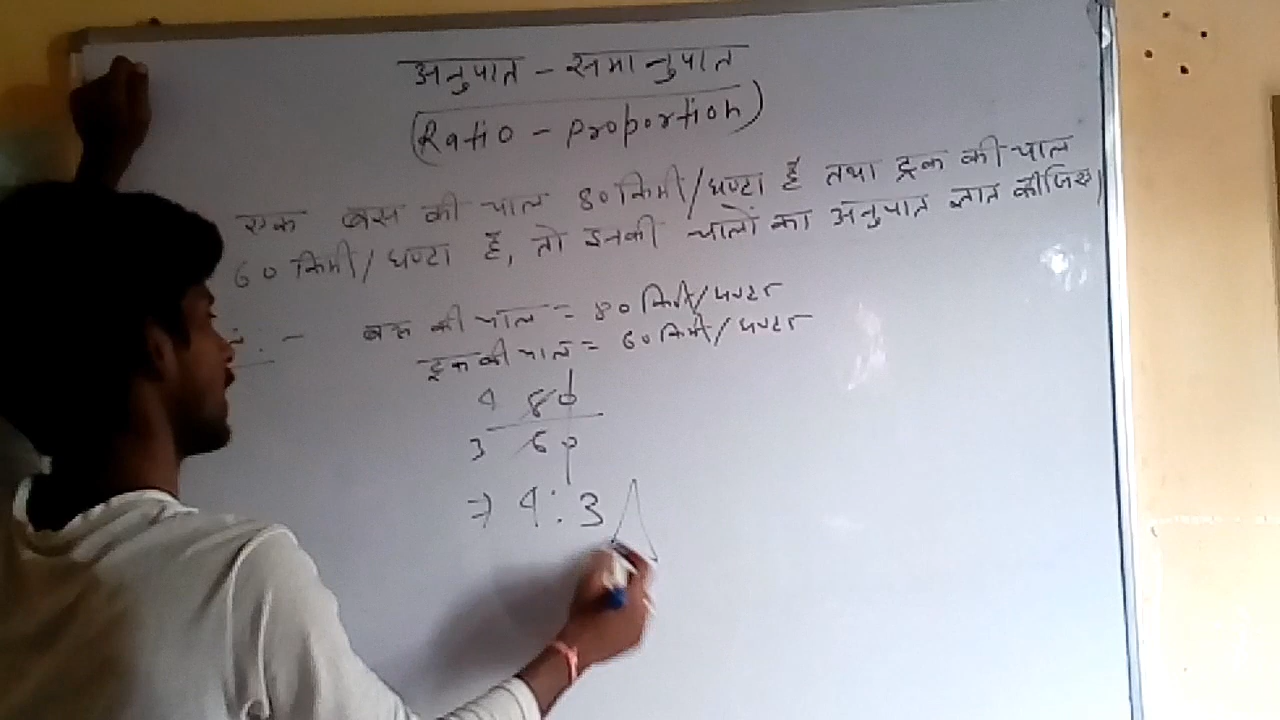 अनुपात - समानुपात
(Ratio - proportion)
एक बस की चाल 80 किमी/घण्टा है तथा ट्रक की चाल
60 किमी/घण्टा है, तो इनकी चालों का अनुपात ज्ञात कीजिए।
:- बस की चाल = 80 किमी/घण्टा
ट्रक की चाल = 60 किमी/घण्टा
4 80
3 60
⇒ 4:3